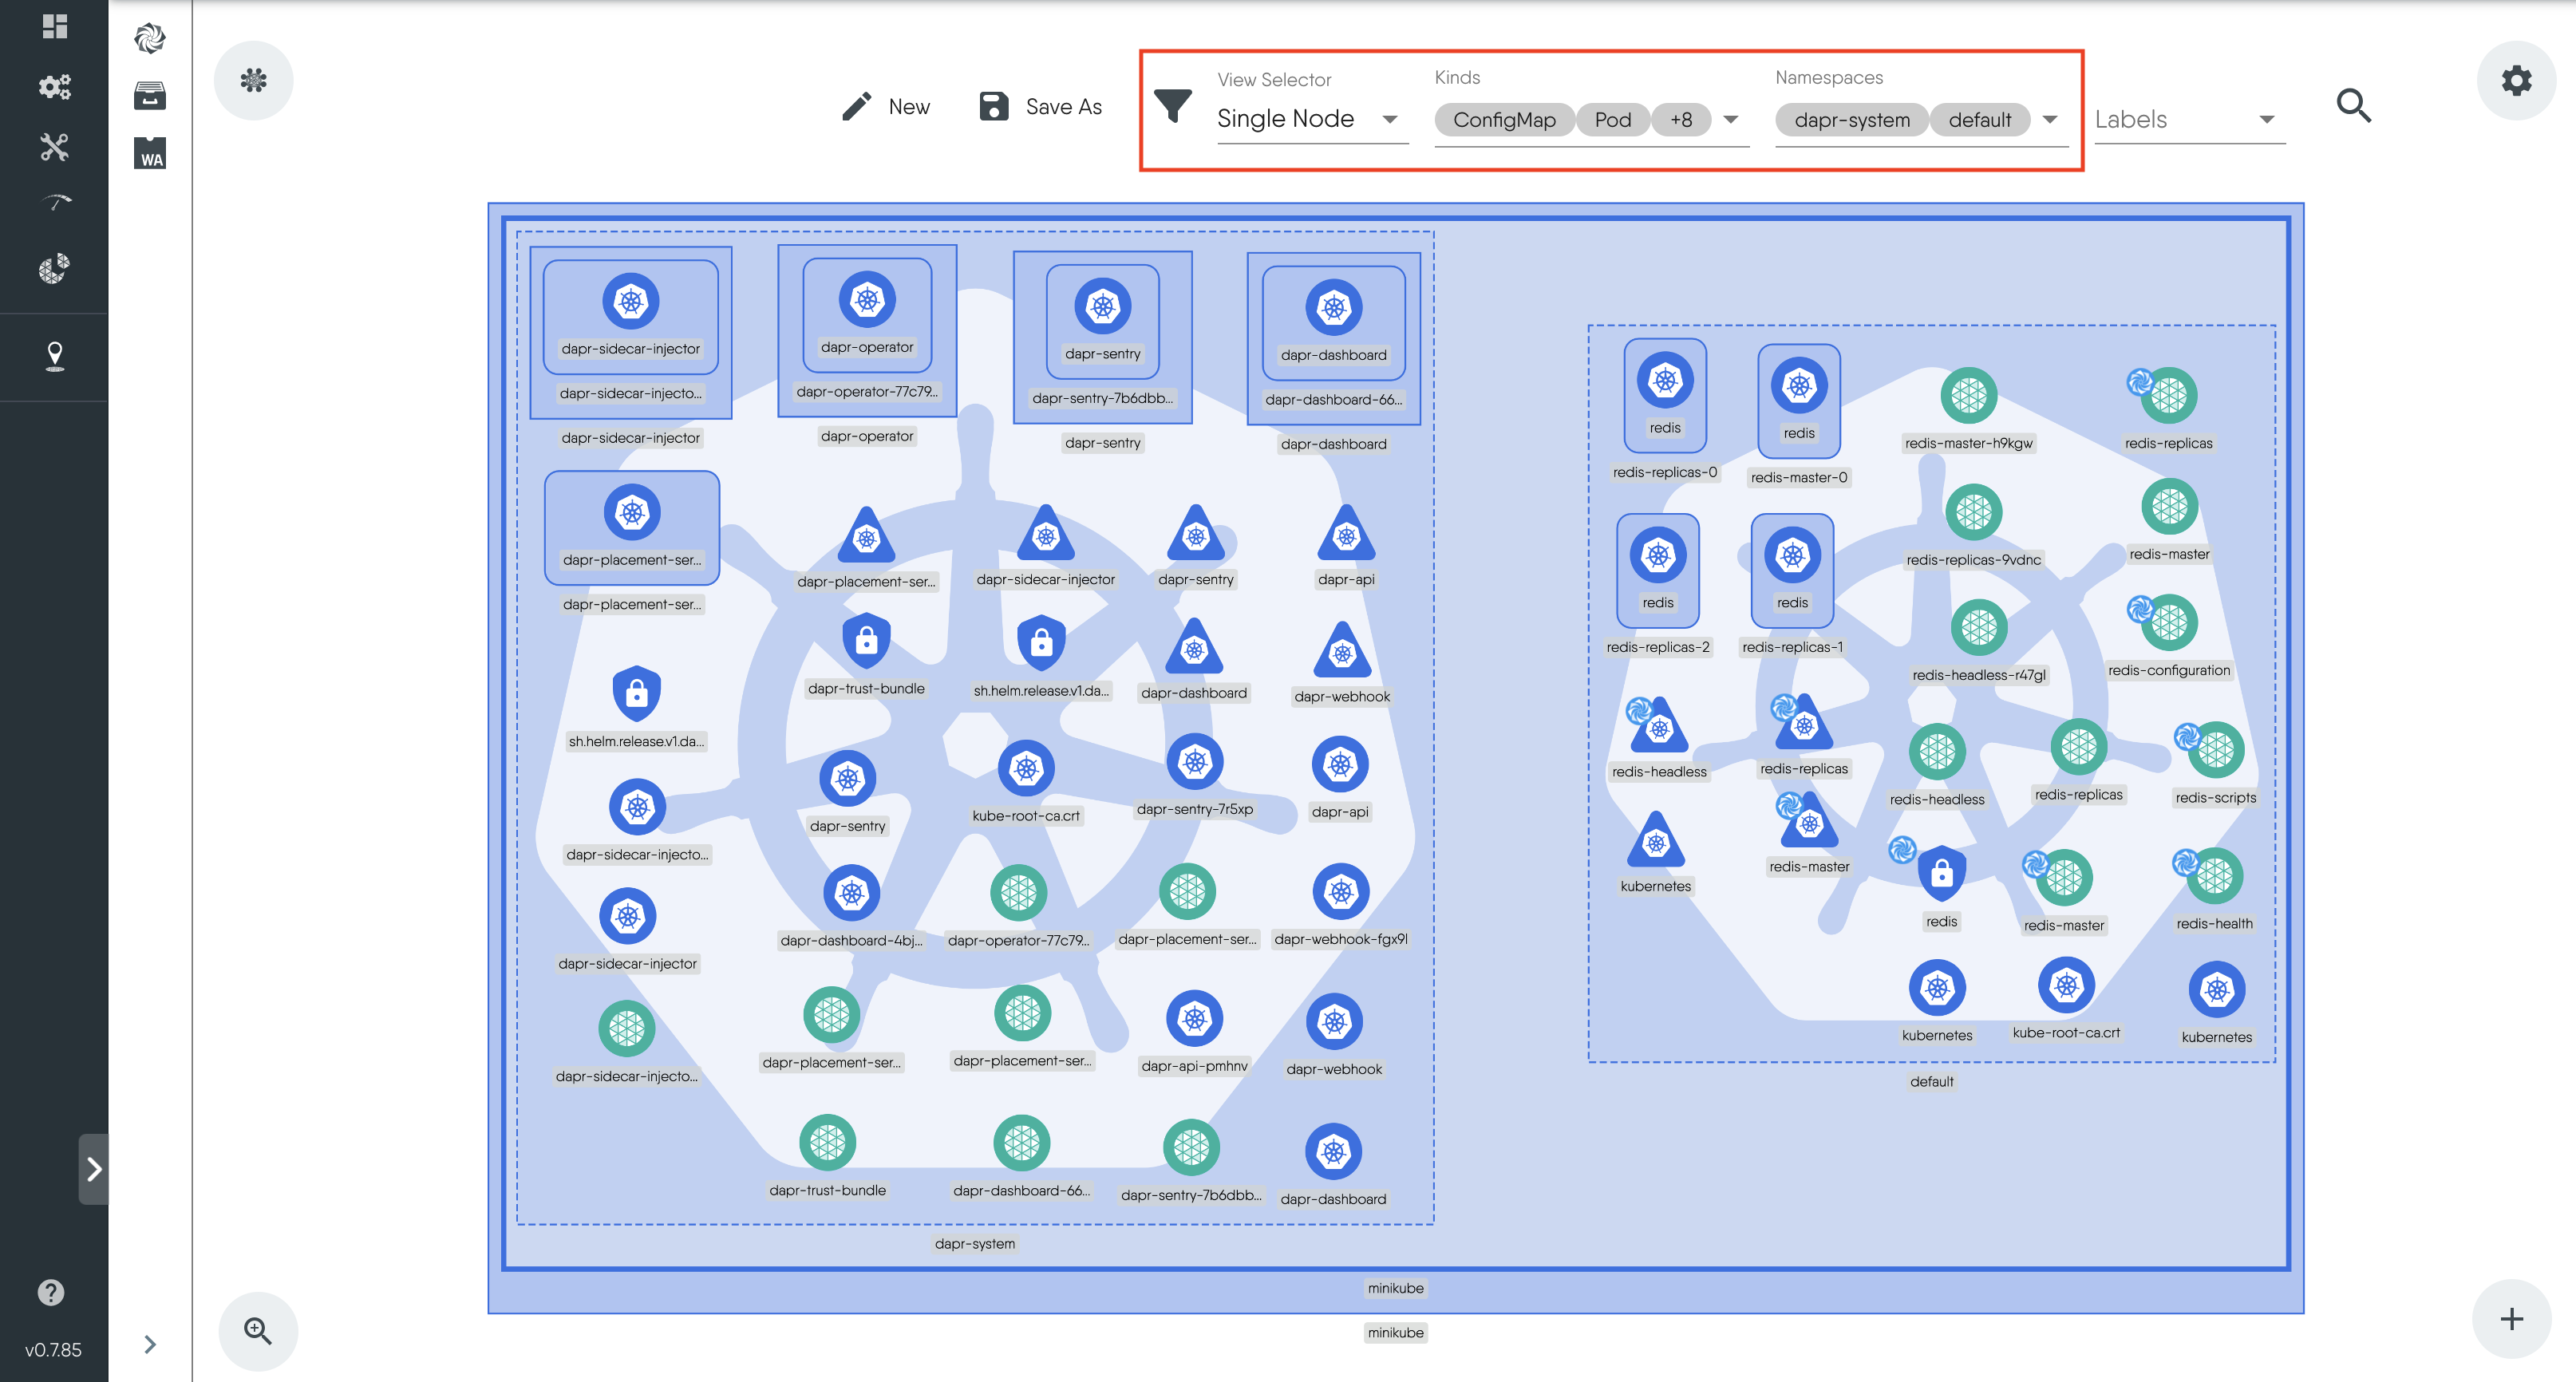 View Selector
Kinds
Namespaces
New
Save As
Single Node
ConfigMap
Pod
+8
dapr-system
default
Labels
WA
dapr-sidecar-injector
dapr-sidecar-injecto...
dapr-sidecar-injector
dapr-operator
dapr-operator-77c79...
dapr-operator
dapr-sentry
dapr-sentry-7b6dbb...
dapr-sentry
dapr-dashboard
dapr-dashboard-66...
dapr-dashboard
dapr-placement-ser...
dapr-placement-ser...
dapr-placement-ser...
dapr-sidecar-injector
dapr-sentry
dapr-api
dapr-trust-bundle
sh.helm.release.v1.da...
dapr-dashboard
dapr-webhook
sh.helm.release.v1.da...
dapr-sentry
kube-root-ca.crt
dapr-sentry-7r5xp
dapr-api
dapr-sidecar-injecto...
dapr-dashboard-4bj...
dapr-operator-77c79...
dapr-placement-ser...
dapr-webhook-fgx9l
dapr-sidecar-injector
dapr-placement-ser...
dapr-placement-ser...
dapr-api-pmhnv
dapr-webhook
dapr-sidecar-injecto...
dapr-trust-bundle
dapr-dashboard-66...
dapr-sentry-7b6dbb...
dapr-dashboard
dapr-system
redis
redis-replicas-0
redis
redis-master-0
redis-master-h9kgw
redis-replicas
redis
redis-replicas-2
redis
redis-replicas-1
redis-replicas-9vdnc
redis-master
redis-headless-r47gl
redis-configuration
redis-headless
redis-replicas
redis-headless
redis-replicas
redis-scripts
kubernetes
redis-master
redis
redis-master
redis-health
kubernetes
kube-root-ca.crt
kubernetes
default
minikube
minikube
v0.7.85